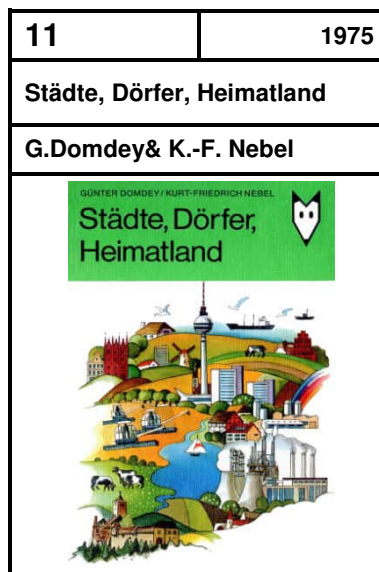 11
1975
Städte, Dörfer, Heimatland
G.Domdey& K.-F. Nebel
GÜNTER DOMDEY/KURT-FRIEDRICH NEBEL
Städte, Dörfer,
Heimatland